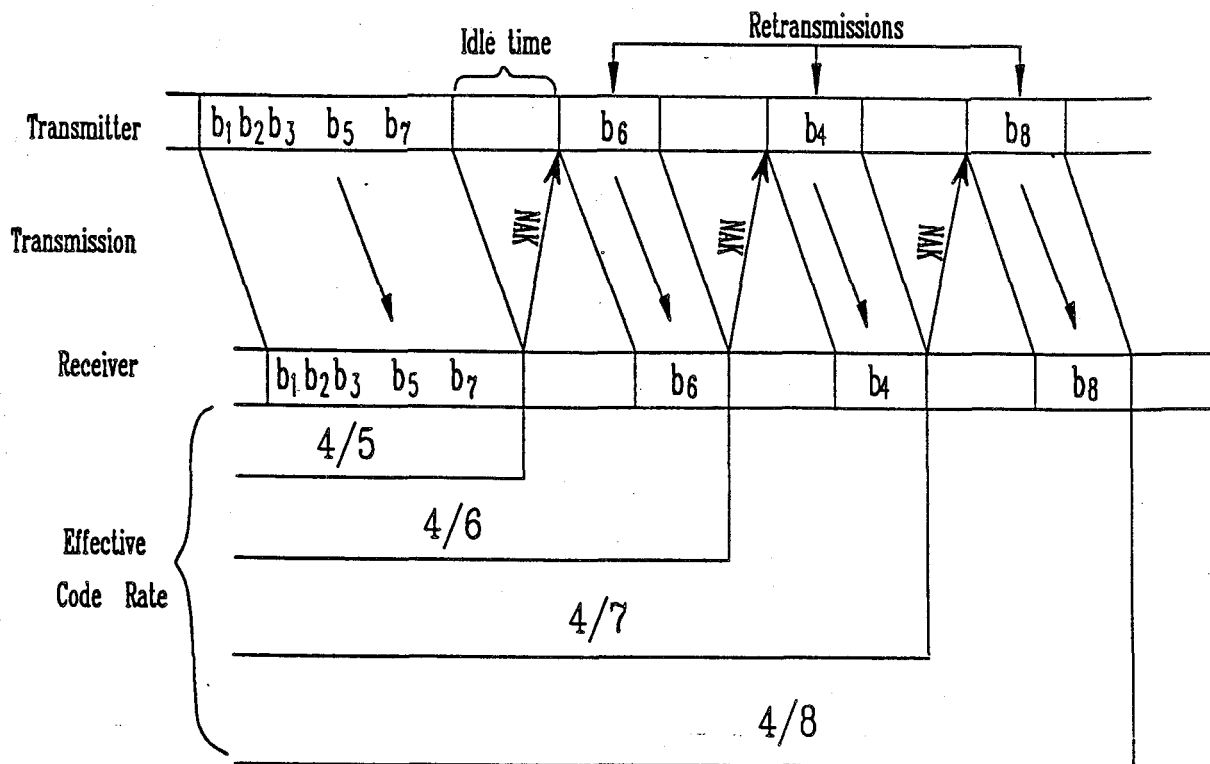 Retransmissions
Idle time
Transmitter
b1 b2 b3 b5 b7
b6
b4
b8
Transmission
NAK
NAK
NAK
Receiver
b1 b2 b3 b5 b7
b6
b4
b8
4/5
4/6
Effective
Code Rate
4/7
4/8